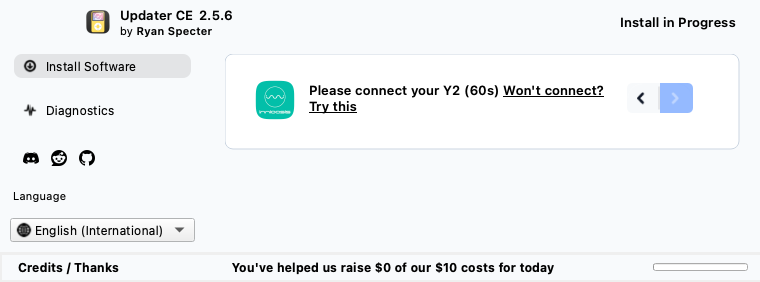 Updater CE 2.5.6
by Ryan Specter
Install in Progress
Install Software
Diagnostics
Please connect your Y2 (60s) Won't connect?
Try this
Language
English (International)
Credits / Thanks
You've helped us raise $0 of our $10 costs for today